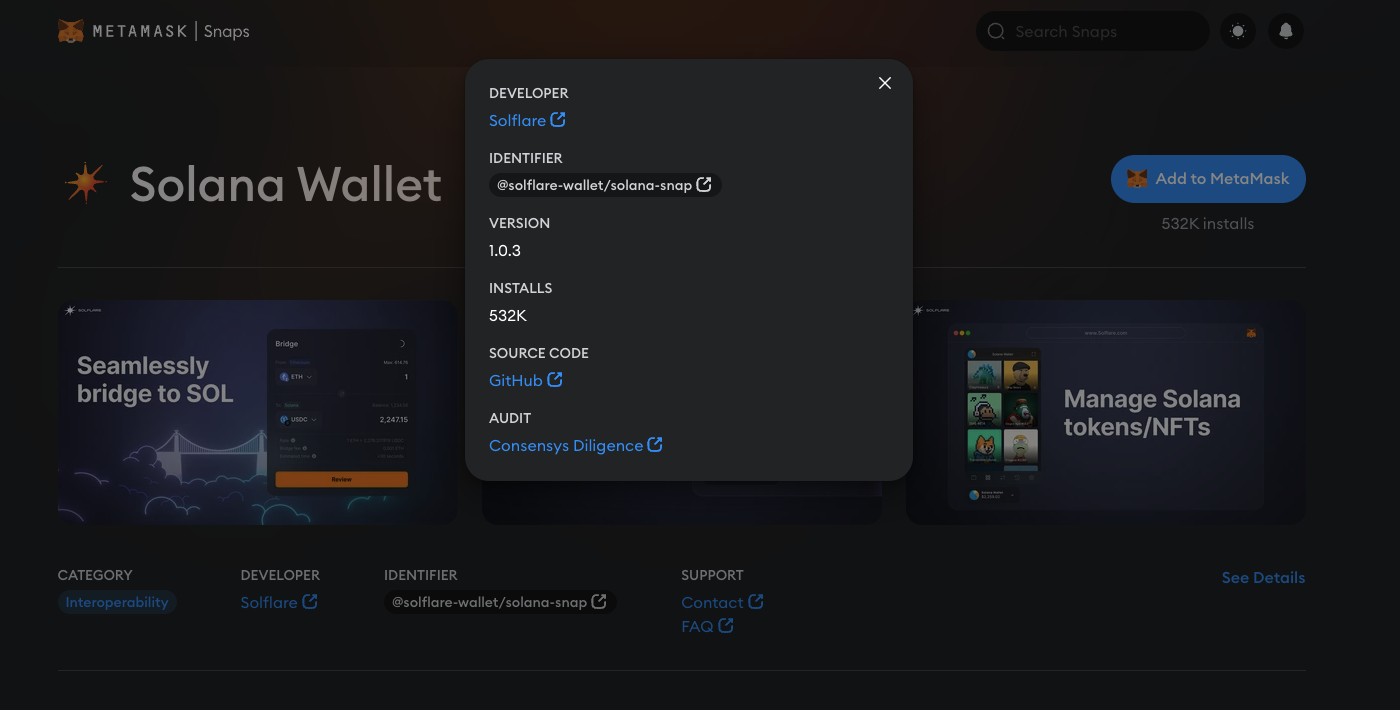 METAMASK | Snaps
Search Snaps
Solana Wallet
Add to MetaMask
532K installs
DEVELOPER
Solflare
IDENTIFIER
@solflare-wallet/solana-snap
VERSION
1.0.3
INSTALLS
532K
SOURCE CODE
GitHub
AUDIT
Consensys Diligence
SOLFLARE
Seamlessly
bridge to SOL
Bridge
ETH
1
USDC
2,247.15
Review
SOLFLARE
www.Solflare.com
Manage Solana
tokens/NFTs
CATEGORY
Interoperability
DEVELOPER
Solflare
IDENTIFIER
@solflare-wallet/solana-snap
SUPPORT
Contact
FAQ
See Details